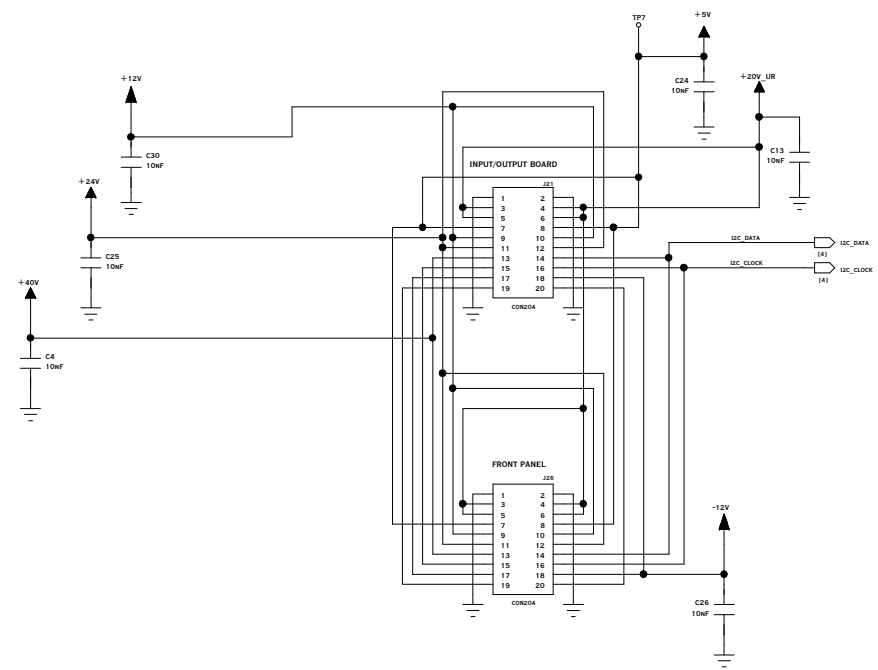 TP7
+5V
C24
10NF
+20V_UR
C13
10NF
+12V
C30
10NF
+24V
C25
10NF
+40V
C4
10NF
INPUT/OUTPUT BOARD
J21
1 2
3 4
5 6
7 8
9 10
11 12
13 14
15 16
17 18
19 20
CON20A
I2C_DATA
I2C_DATA
[4]
I2C_CLOCK
I2C_CLOCK
[4]
FRONT PANEL
J26
1 2
3 4
5 6
7 8
9 10
11 12
13 14
15 16
17 18
19 20
CON20A
-12V
C26
10NF